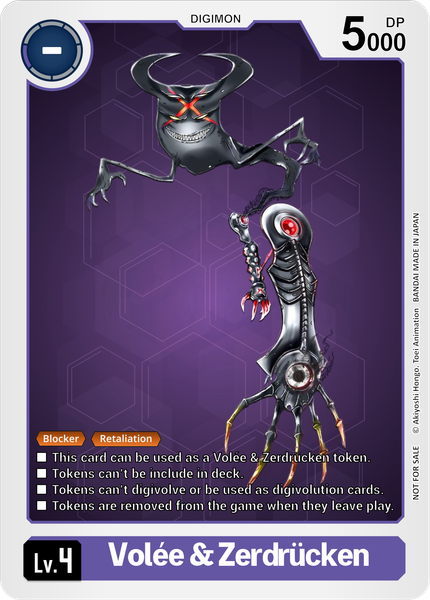 DIGIMON
-
5000
DP
Blocker Retaliation
■ This card can be used as a Volée & Zerdrücken token.
■ Tokens can't be include in deck.
■ Tokens can't digivolve or be used as digivolution cards.
■ Tokens are removed from the game when they leave play.
Lv.4
Volée & Zerdrücken
NOT FOR SALE © Akiyoshi Hongo. Toei Animation BANDAI MADE IN JAPAN